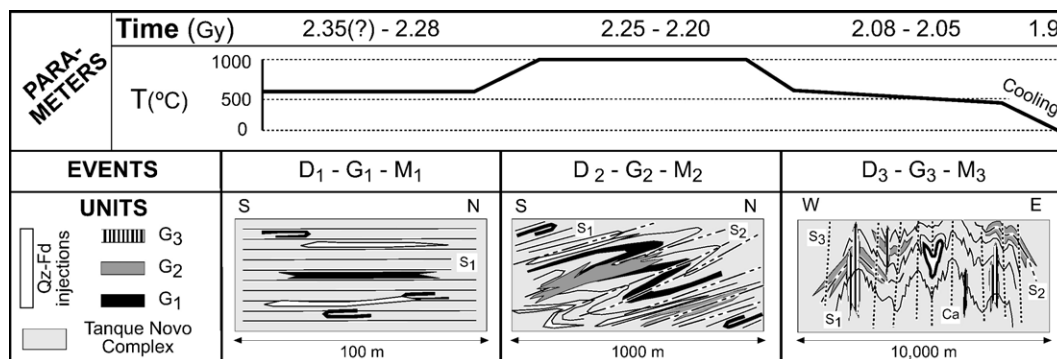 PARA-
METERS
Time (Gy) 2.35(?) - 2.28 2.25 - 2.20 2.08 - 2.05 1.9
T(ºC)
1000
500
0
Cooling
EVENTS D1 - G1 - M1 D2 - G2 - M2 D3 - G3 - M3
UNITS
Qz-Fd
injections
G3
G2
G1
Tanque Novo
Complex
S N
S1
100 m
S N
S1
S2
1000 m
W E
S3
S1
Ca
S2
10,000 m